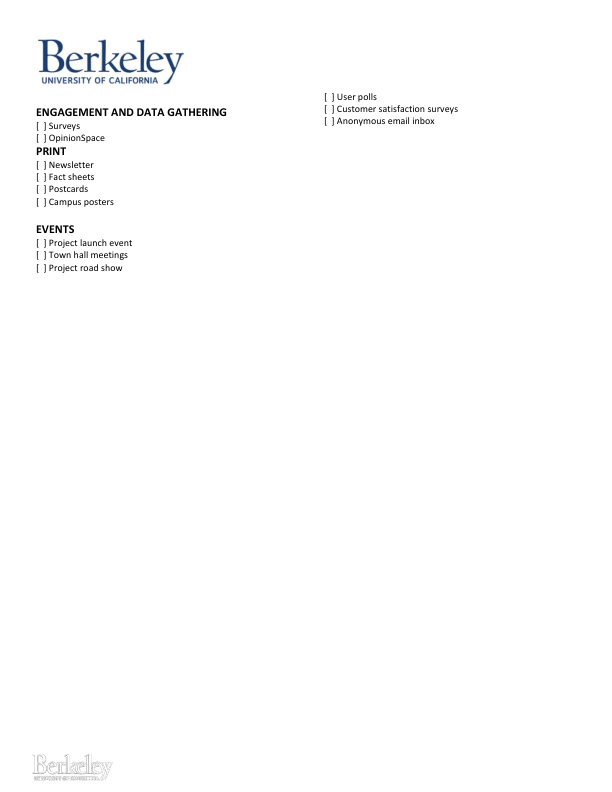 Berkeley
UNIVERSITY OF CALIFORNIA
ENGAGEMENT AND DATA GATHERING
[ ] Surveys
[ ] OpinionSpace
PRINT
[ ] Newsletter
[ ] Fact sheets
[ ] Postcards
[ ] Campus posters
EVENTS
[ ] Project launch event
[ ] Town hall meetings
[ ] Project road show
[ ] User polls
[ ] Customer satisfaction surveys
[ ] Anonymous email inbox
Berkeley
UNIVERSITY OF CALIFORNIA